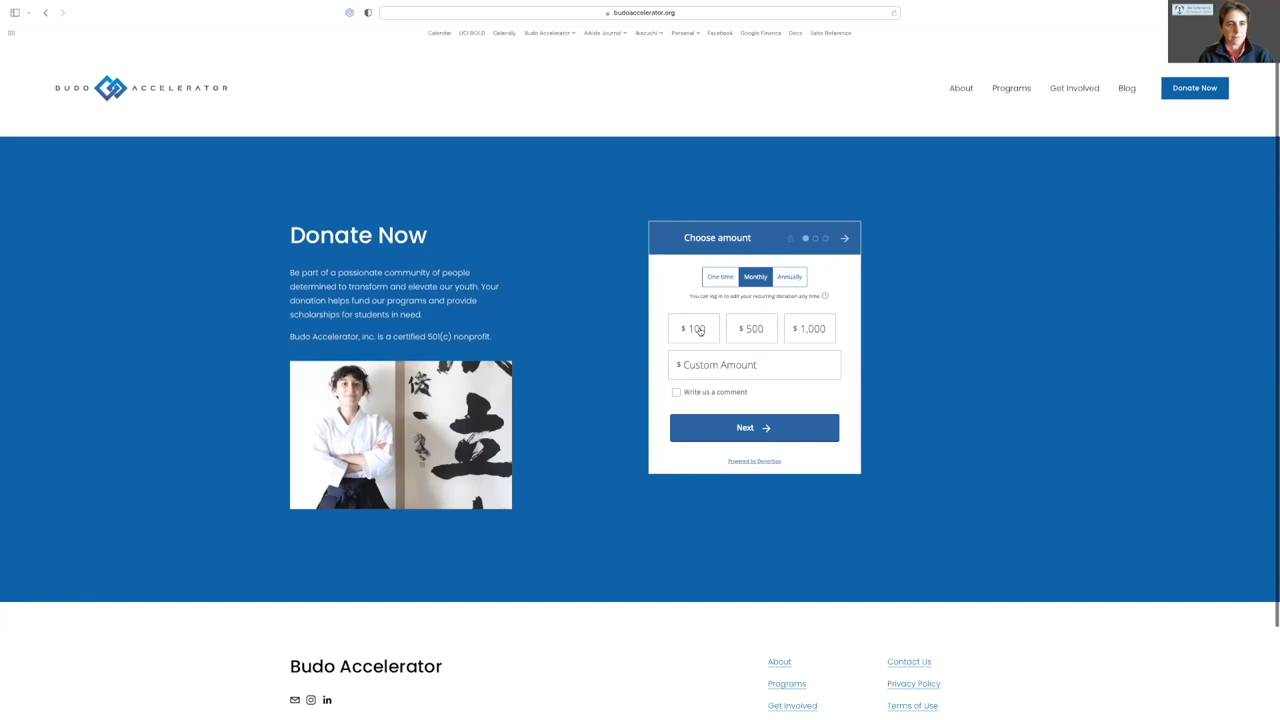 budoaccelerator.org
Calendar UCI BOLD Calendly Budo Accelerator Aikido Journal Ikazuchi Personal Facebook Google Finance Docs Saito Reference
BUDO ACCELERATOR
About Programs Get Involved Blog Donate Now
Donate Now
Be part of a passionate community of people
determined to transform and elevate our youth. Your
donation helps fund our programs and provide
scholarships for students in need.
Budo Accelerator, inc. is a certified 501(c) nonprofit.
Choose amount
One time Monthly Annually
You can log in to edit your recurring donation any time
$ 100 $ 500 $ 1,000
$ Custom Amount
Write us a comment
Next
Powered by Donorbox
Budo Accelerator
About Contact Us
Programs Privacy Policy
Get Involved Terms of Use